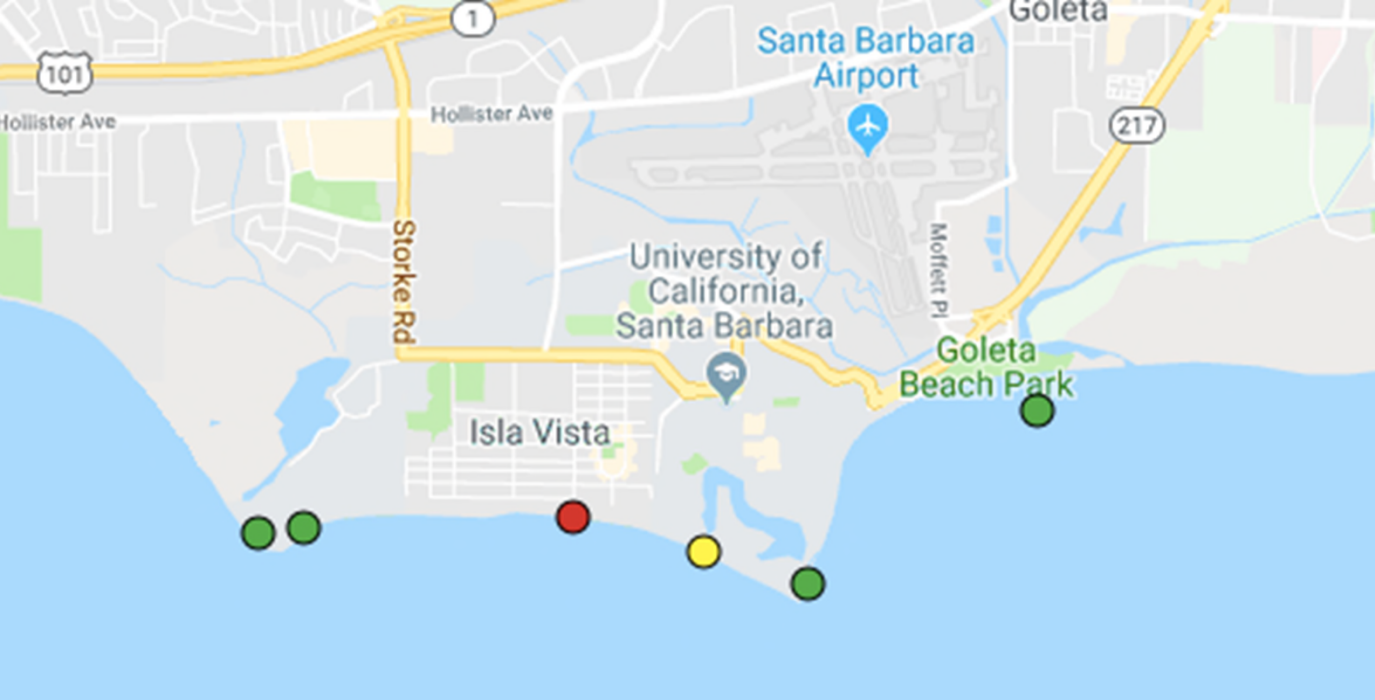 1
Goleta
Santa Barbara
Airport
101
Hollister Ave
Hollister Ave
217
Storke Rd
Moffett Pl
University of
California,
Santa Barbara
Goleta
Beach Park
Isla Vista